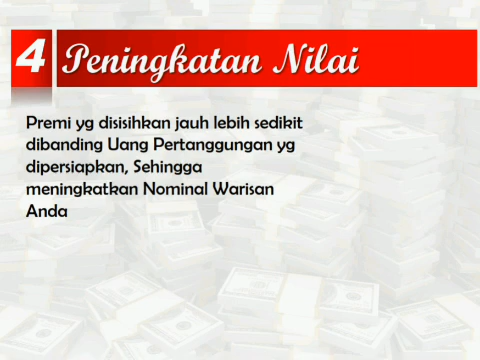 4 Peningkatan Nilai
Premi yg disisihkan jauh lebih sedikit
dibanding Uang Pertanggungan yg
dipersiapkan, Sehingga
meningkatkan Nominal Warisan
Anda